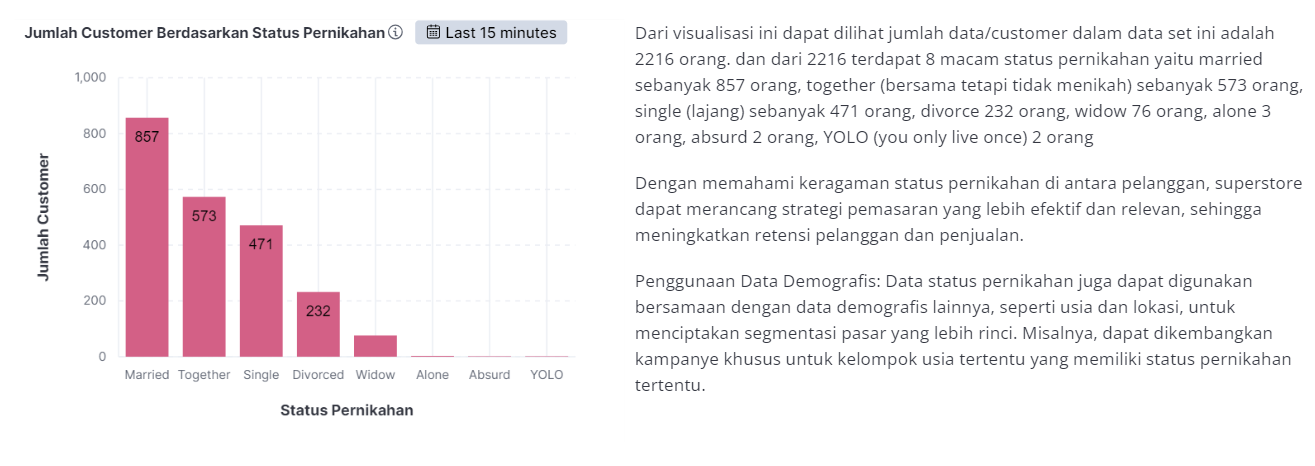 Jumlah Customer Berdasarkan Status Pernikahan
Last 15 minutes
Jumlah Customer
1,000
800
600
400
200
0
857
573
471
232
Married Together Single Divorced Widow Alone Absurd YOLO
Status Pernikahan
Dari visualisasi ini dapat dilihat jumlah data/customer dalam data set ini adalah
2216 orang. dan dari 2216 terdapat 8 macam status pernikahan yaitu married
sebanyak 857 orang, together (bersama tetapi tidak menikah) sebanyak 573 orang,
single (lajang) sebanyak 471 orang, divorce 232 orang, widow 76 orang, alone 3
orang, absurd 2 orang, YOLO (you only live once) 2 orang
Dengan memahami keragaman status pernikahan di antara pelanggan, superstore
dapat merancang strategi pemasaran yang lebih efektif dan relevan, sehingga
meningkatkan retensi pelanggan dan penjualan.
Penggunaan Data Demografis: Data status pernikahan juga dapat digunakan
bersamaan dengan data demografis lainnya, seperti usia dan lokasi, untuk
menciptakan segmentasi pasar yang lebih rinci. Misalnya, dapat dikembangkan
kampanye khusus untuk kelompok usia tertentu yang memiliki status pernikahan
tertentu.